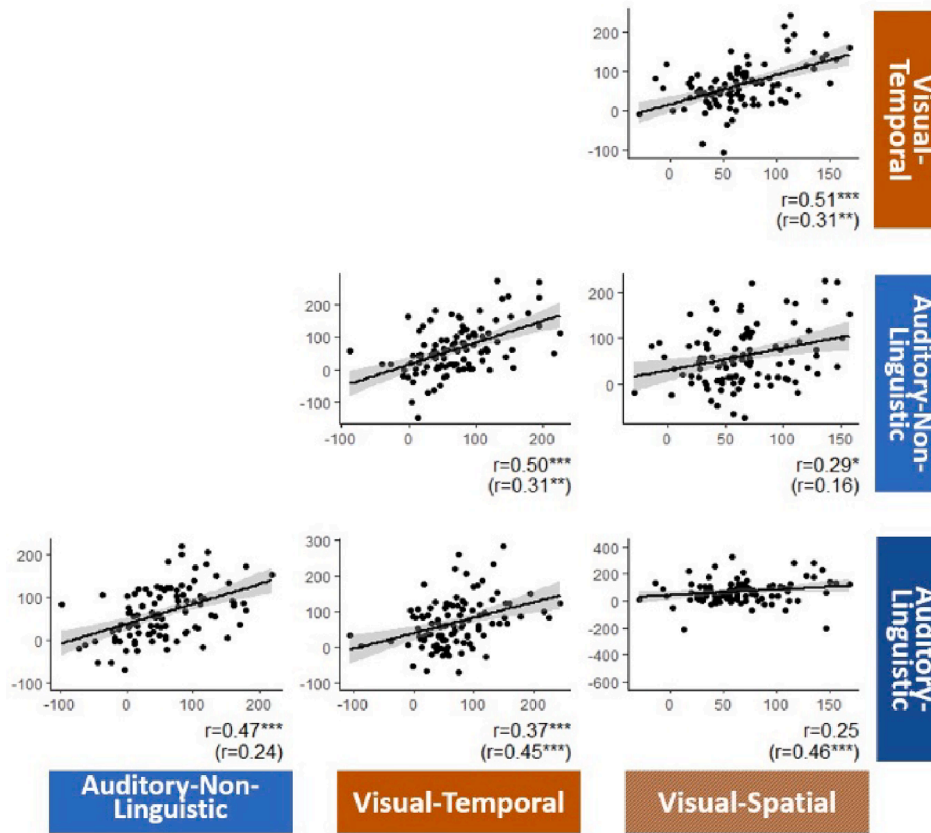 200
100
0
-100
0
50
100
150
r=0.51***
(r=0.31**)
Visual-
Temporal
200
100
0
-100
-100
0
100
200
r=0.50***
(r=0.31**)
200
100
0
0
50
100
150
r=0.29*
(r=0.16)
Auditory-Non-
Linguistic
200
100
0
-100
-100
0
100
200
r=0.47***
(r=0.24)
300
200
100
0
-100
-100
0
100
200
r=0.37***
(r=0.45***)
400
200
0
-200
-400
-600
0
50
100
150
r=0.25
(r=0.46***)
Auditory-
Linguistic
Auditory-Non-
Linguistic
Visual-Temporal
Visual-Spatial